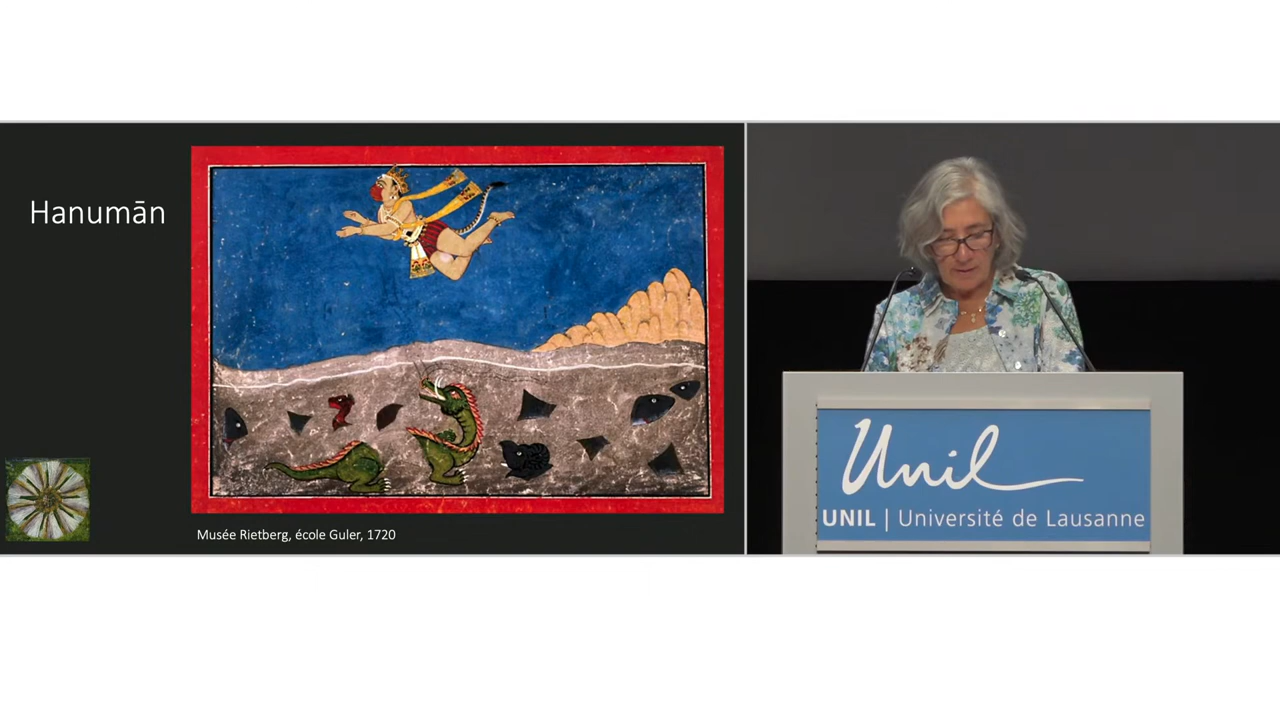 Hanumān
Musée Rietberg, école Guler, 1720
Unil
UNIL | Université de Lausanne